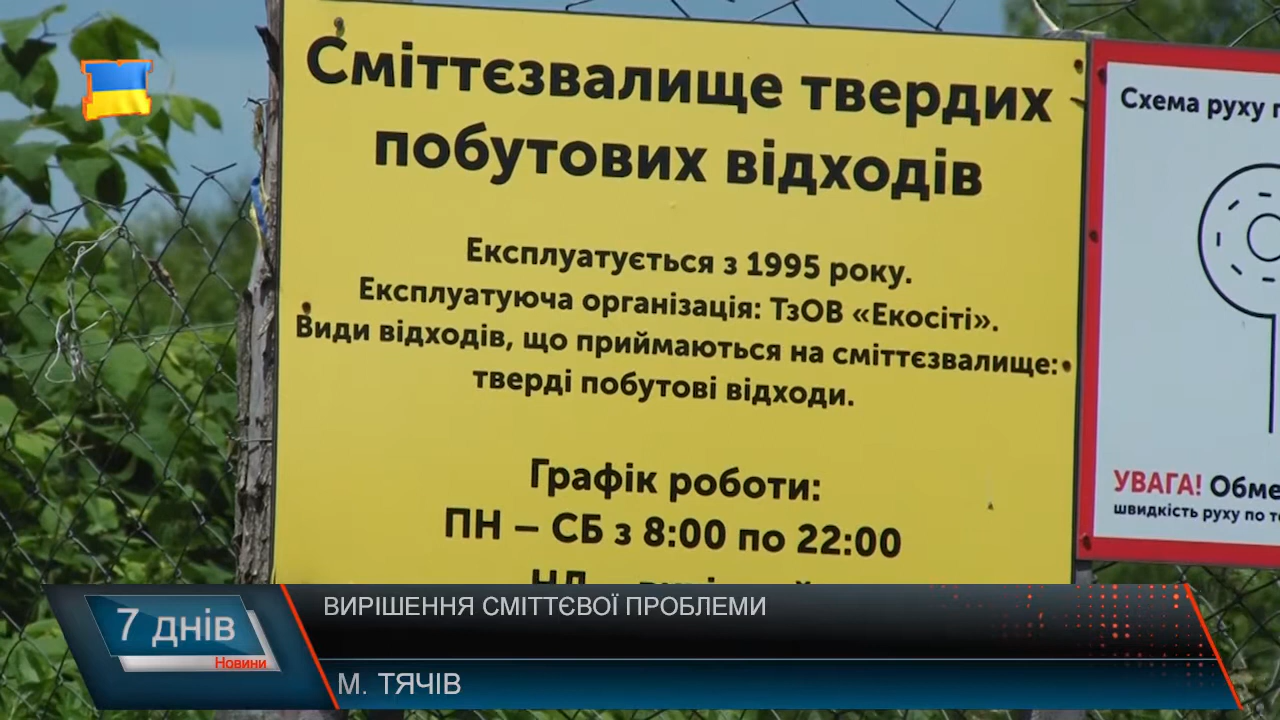 Сміттєзвалище твердих
побутових відходів
Експлуатується з 1995 року.
Експлуатуюча організація: ТзОВ «Екосіті».
Види відходів, що приймаються на сміттєзвалище:
тверді побутові відходи.
Графік роботи:
ПН – СБ з 8:00 по 22:00
Схема руху
УВАГА!
швидкість руху по
7 днів
Новини
ВИРІШЕННЯ СМІТТЄВОЇ ПРОБЛЕМИ
М. ТЯЧІВ